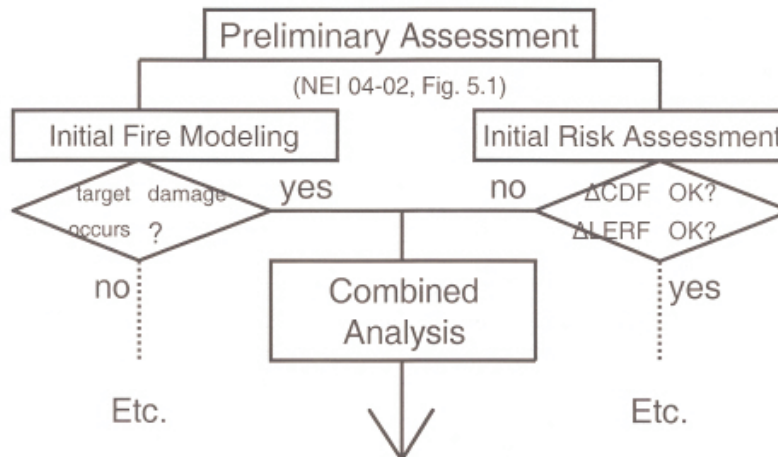 Preliminary Assessment
(NEI 04-02, Fig. 5.1)
Initial Fire Modeling
Initial Risk Assessment
target damage
occurs ?
yes
no
ΔCDF OK?
ΔLERF OK?
no
Combined
Analysis
yes
Etc.
Etc.